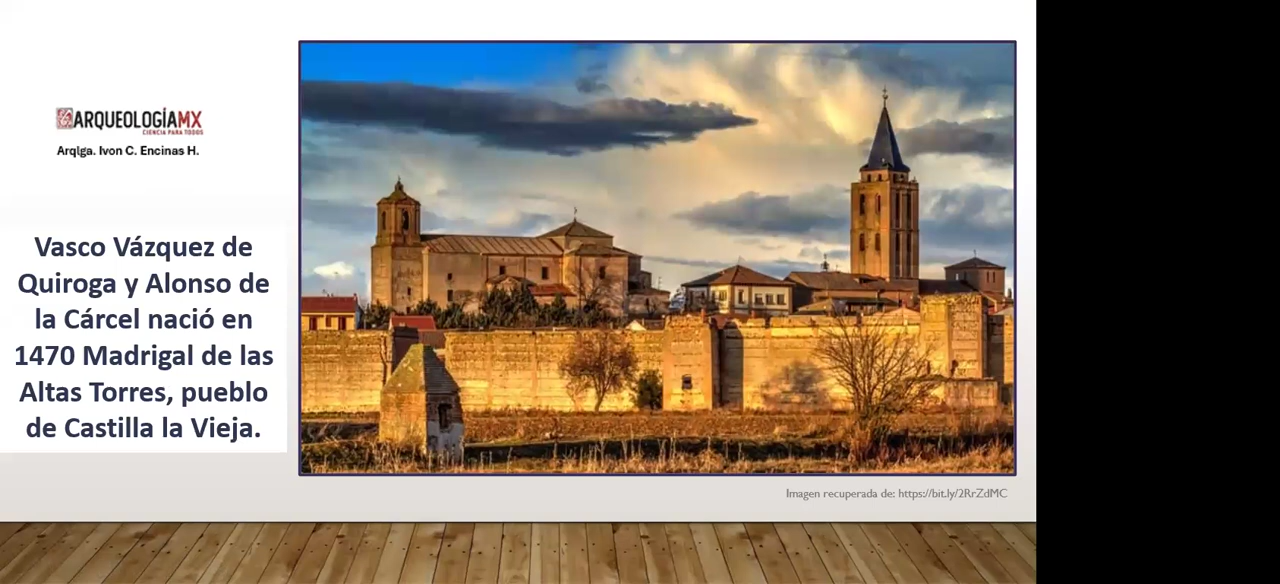 ARQUEOLOGÍAMX
CIENCIA PARA TODOS
Arqlga. Ivon C. Encinas H.
Vasco Vázquez de
Quiroga y Alonso de
la Cárcel nació en
1470 Madrigal de las
Altas Torres, pueblo
de Castilla la Vieja.
Imagen recuperada de: https://bit.ly/2RrZdMC